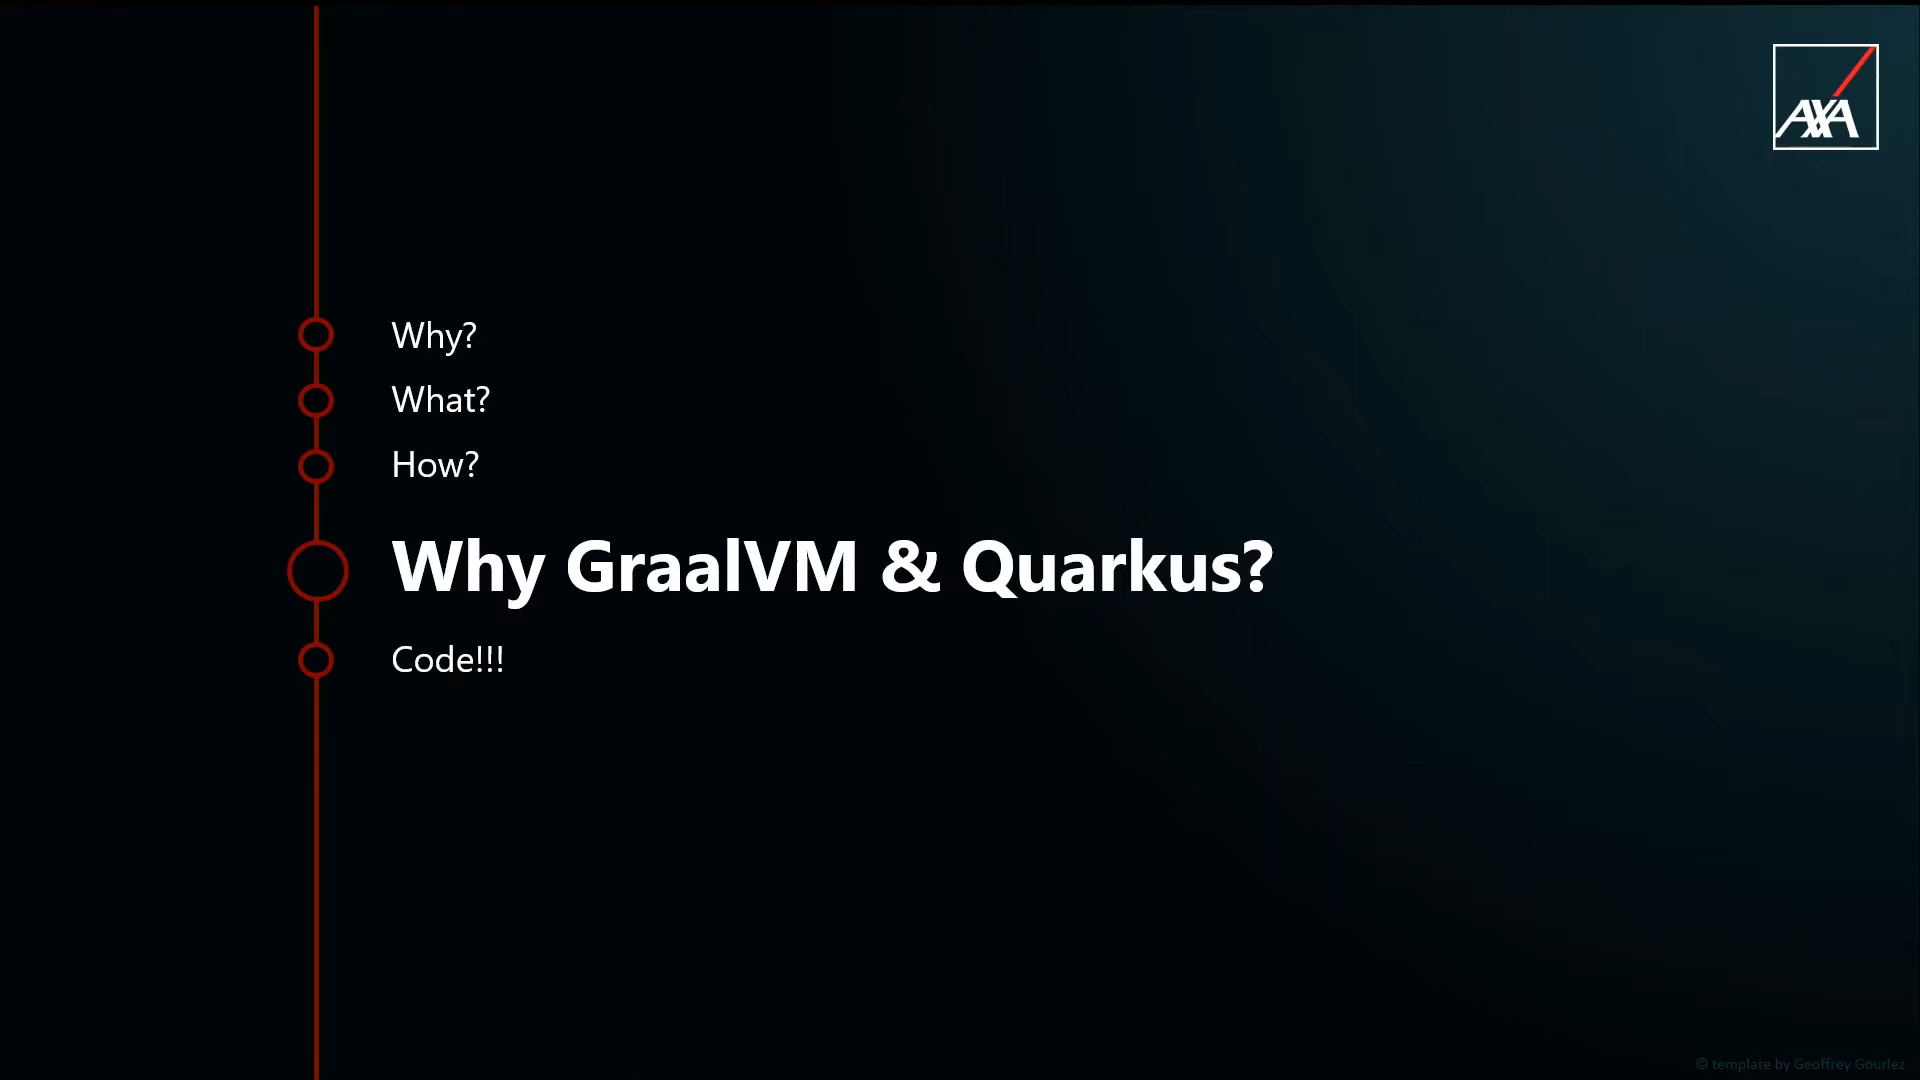 AXA
Why?
What?
How?
Why GraalVM & Quarkus?
Code!!!
© template by Geoffrey Gourlez